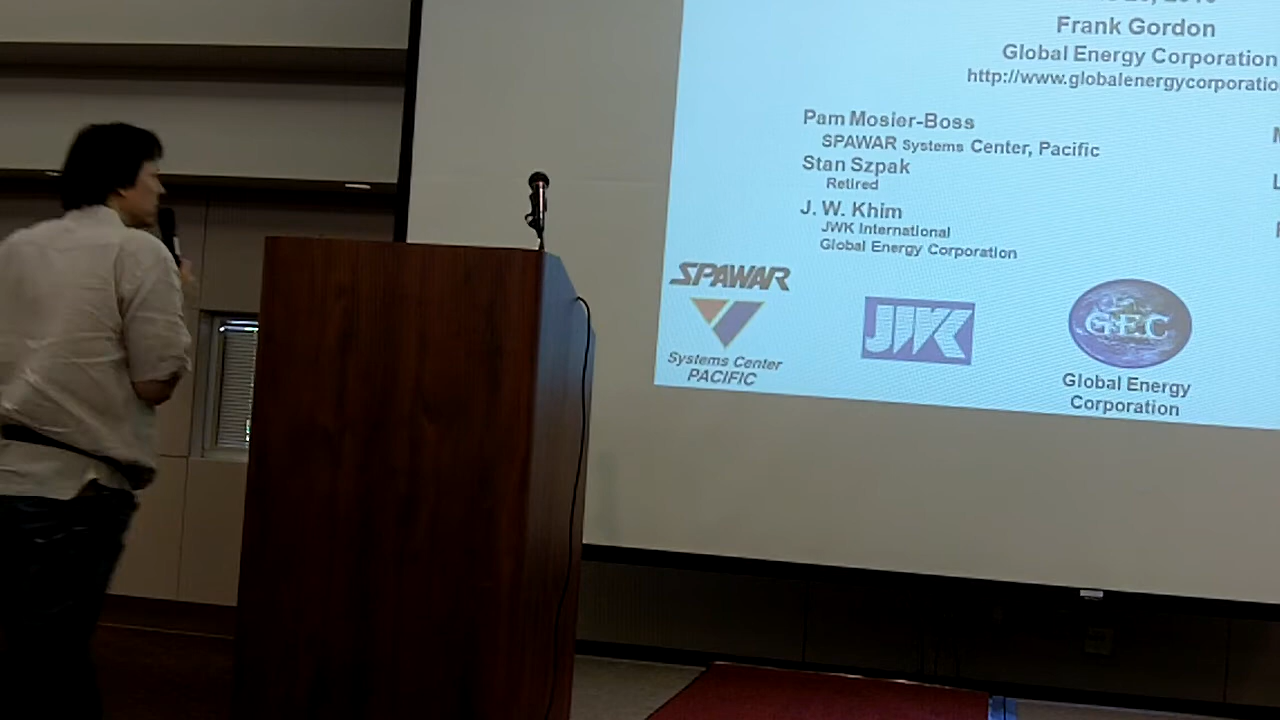 Frank Gordon
Global Energy Corporation
http://www.globalenergycorporatio
Pam Mosier-Boss
SPAWAR Systems Center, Pacific
Stan Szpak
Retired
J. W. Khim
JWK International
Global Energy Corporation
SPAWAR
Systems Center
PACIFIC
JWK
GEC
Global Energy
Corporation